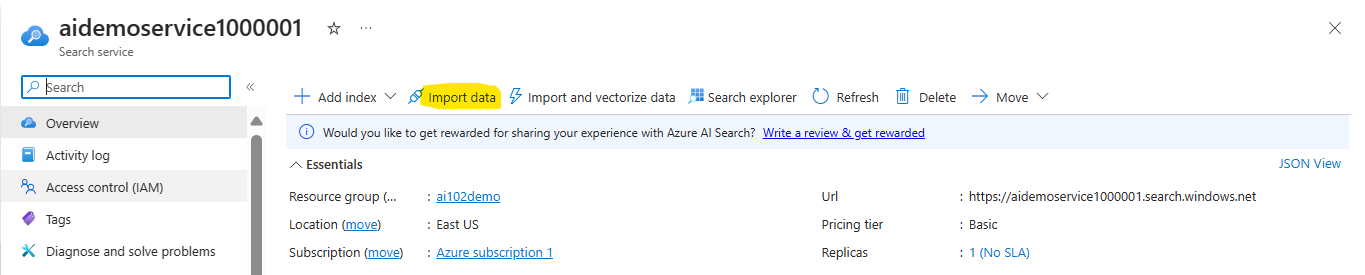 aidemoservice1000001
Search service
Search
Add index
Import data
Import and vectorize data
Search explorer
Refresh
Delete
Move
Overview
Activity log
Access control (IAM)
Tags
Diagnose and solve problems
Would you like to get rewarded for sharing your experience with Azure AI Search? Write a review & get rewarded
Essentials
JSON View
Resource group (... : ai102demo
Location (move) : East US
Subscription (move) : Azure subscription 1
Url : https://aidemoservice1000001.search.windows.net
Pricing tier : Basic
Replicas : 1 (No SLA)